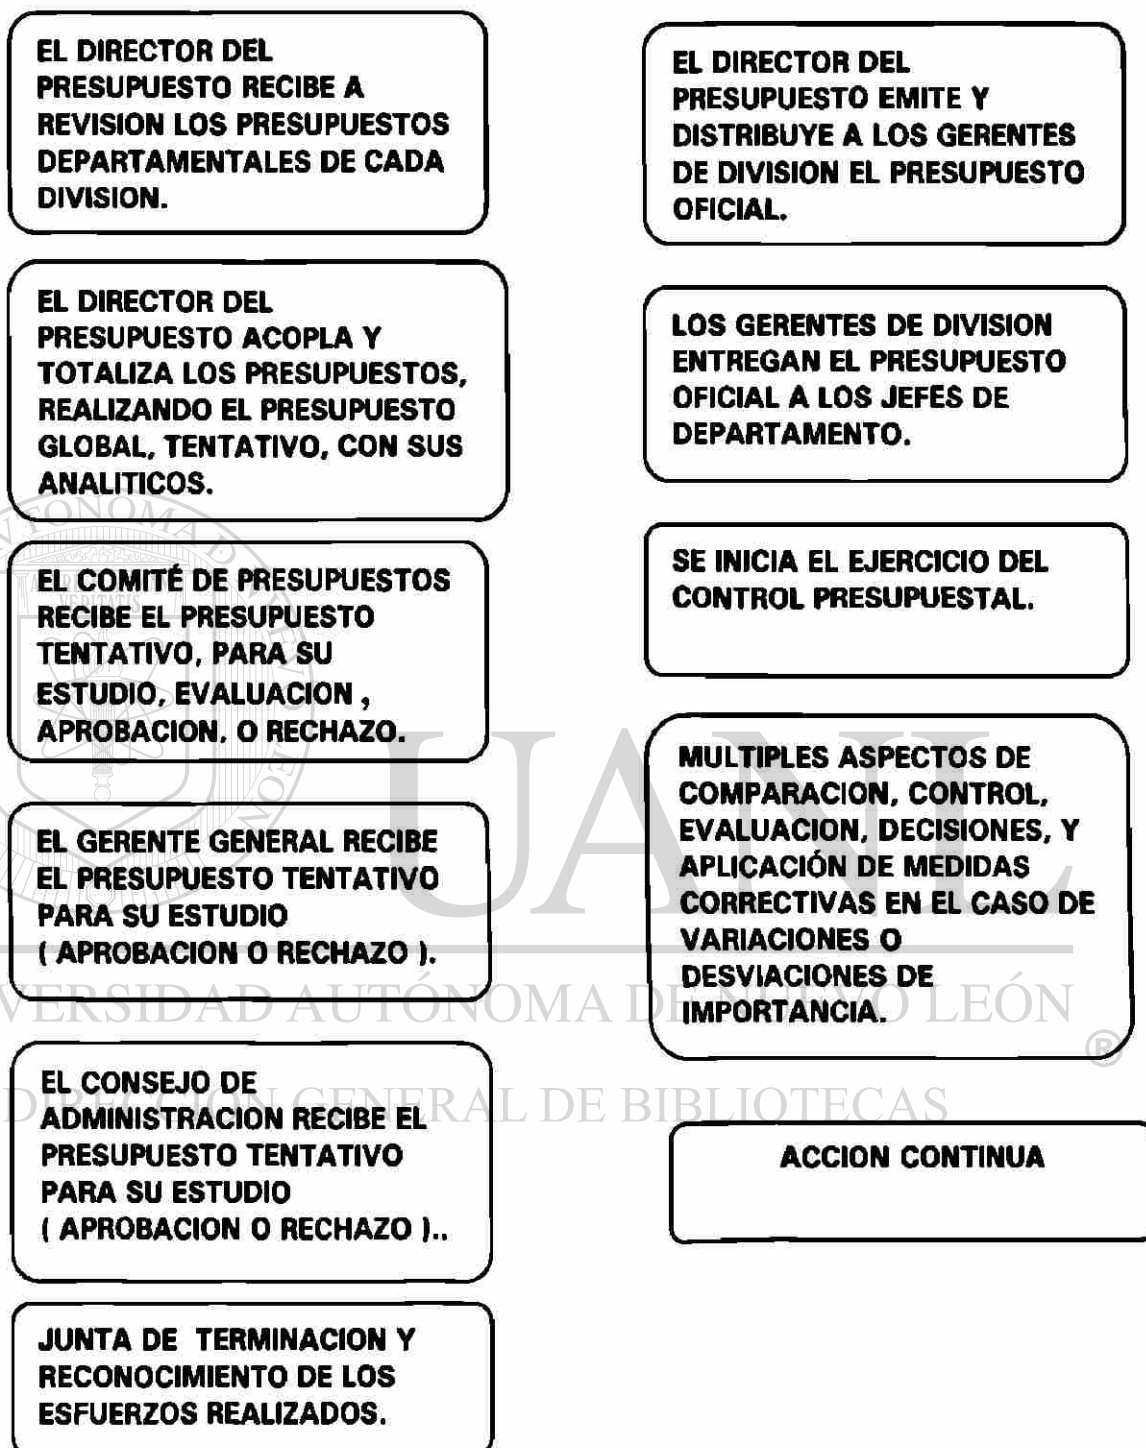 EL DIRECTOR DEL
PRESUPUESTO RECIBE A
REVISION LOS PRESUPUESTOS
DEPARTAMENTALES DE CADA
DIVISION.
EL DIRECTOR DEL
PRESUPUESTO ACOPLA Y
TOTALIZA LOS PRESUPUESTOS,
REALIZANDO EL PRESUPUESTO
GLOBAL, TENTATIVO, CON SUS
ANALITICOS.
EL COMITÉ DE PRESUPUESTOS
RECIBE EL PRESUPUESTO
TENTATIVO, PARA SU
ESTUDIO, EVALUACION ,
APROBACION, O RECHAZO.
EL GERENTE GENERAL RECIBE
EL PRESUPUESTO TENTATIVO
PARA SU ESTUDIO
( APROBACION O RECHAZO ).
EL CONSEJO DE
ADMINISTRACION RECIBE EL
PRESUPUESTO TENTATIVO
PARA SU ESTUDIO
( APROBACION O RECHAZO )..
JUNTA DE TERMINACION Y
RECONOCIMIENTO DE LOS
ESFUERZOS REALIZADOS.
EL DIRECTOR DEL
PRESUPUESTO EMITE Y
DISTRIBUYE A LOS GERENTES
DE DIVISION EL PRESUPUESTO
OFICIAL.
LOS GERENTES DE DIVISION
ENTREGAN EL PRESUPUESTO
OFICIAL A LOS JEFES DE
DEPARTAMENTO.
SE INICIA EL EJERCICIO DEL
CONTROL PRESUPUESTAL.
MULTIPLES ASPECTOS DE
COMPARACION, CONTROL,
EVALUACION, DECISIONES, Y
APLICACIÓN DE MEDIDAS
CORRECTIVAS EN EL CASO DE
VARIACIONES O
DESVIACIONES DE
IMPORTANCIA.
ACCION CONTINUA
UANL
VERSIDAD AUTÓNOMA DE NUEVO LEÓN
®
DIRECCIÓN GENERAL DE BIBLIOTECAS